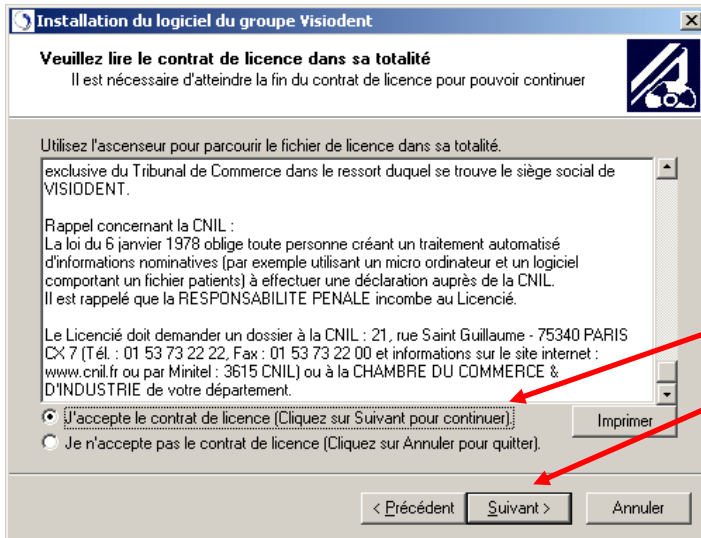 Installation du logiciel du groupe Visiodent
Veuillez lire le contrat de licence dans sa totalité
Il est nécessaire d'atteindre la fin du contrat de licence pour pouvoir continuer
Utilisez l'ascenseur pour parcourir le fichier de licence dans sa totalité.
exclusive du Tribunal de Commerce dans le ressort duquel se trouve le siège social de
VISIODENT.
Rappel concernant la CNIL :
La loi du 6 janvier 1978 oblige toute personne créant un traitement automatisé
d'informations nominatives (par exemple utilisant un micro ordinateur et un logiciel
comportant un fichier patients) à effectuer une déclaration auprès de la CNIL.
Il est rappelé que la RESPONSABILITE PENALE incombe au Licencié.
Le Licencié doit demander un dossier à la CNIL : 21, rue Saint Guillaume - 75340 PARIS
CX 7 (Tél. : 01 53 73 22 22, Fax : 01 53 73 22 00 et informations sur le site internet :
www.cnil.fr ou par Minitel : 3615 CNIL) ou à la CHAMBRE DU COMMERCE &
D'INDUSTRIE de votre département.
J'accepte le contrat de licence (Cliquez sur Suivant pour continuer).
Imprimer
Je n'accepte pas le contrat de licence (Cliquez sur Annuler pour quitter).
< Précédent
Suivant >
Annuler